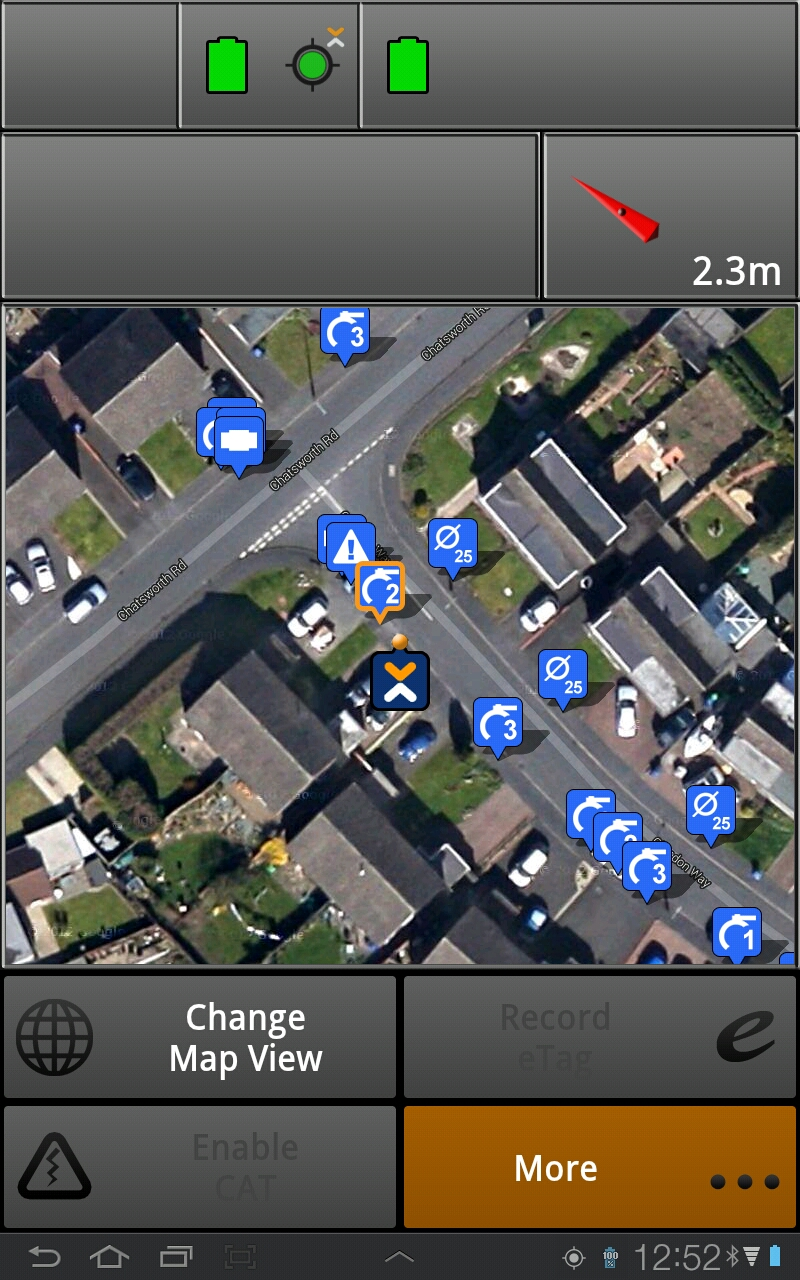 2.3m
3
Chatsworth Rd
Chatsworth Rd
25
2
Chatsworth Rd
25
3
25
3
1
Change
Map View
Record
eTag
e
Enable
CAT
More
100
%
12:52